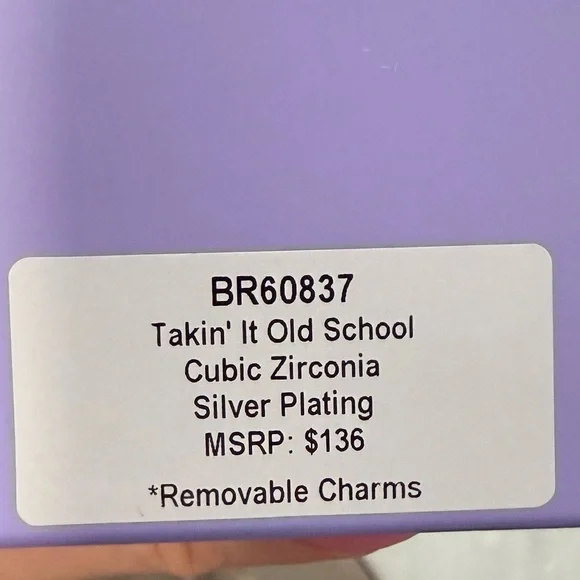 BR60837
Takin' It Old School
Cubic Zirconia
Silver Plating
MSRP: $136
*Removable Charms